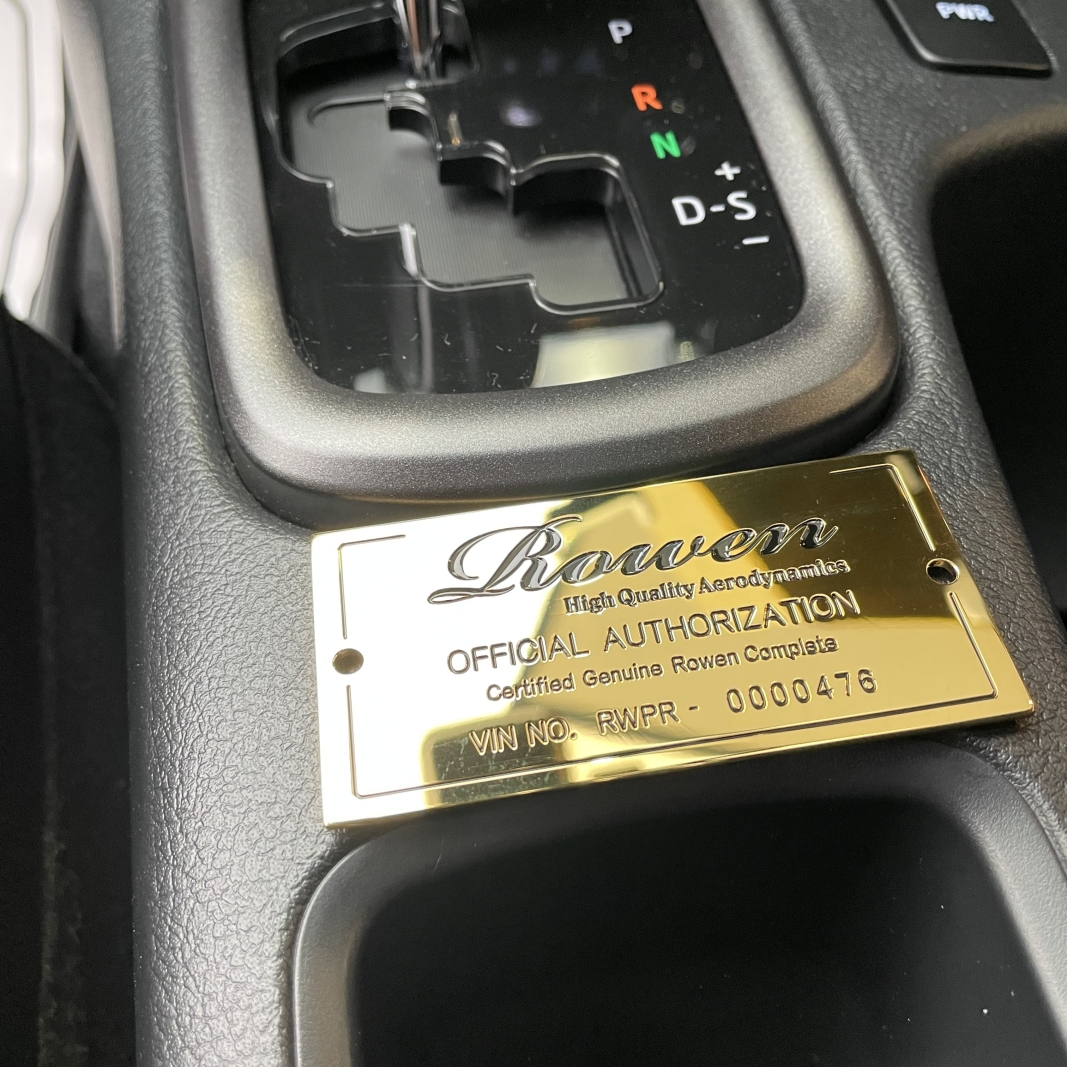 PWR
P
R
N
+
D-S
−
Rowen
High Quality Aerodynamics
OFFICIAL AUTHORIZATION
Certified Genuine Rowen Complete
VIN NO. RWPR - 0000476